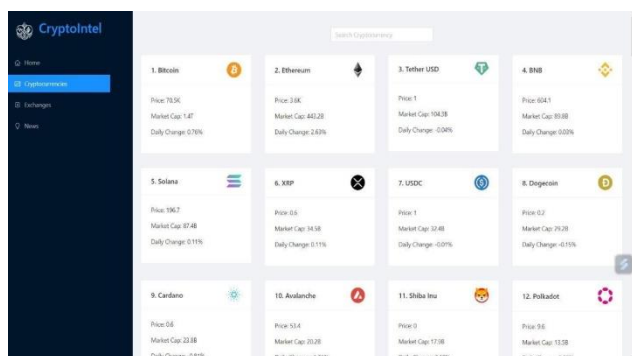 CryptoIntel
Search Cryptocurrency
Home
Cryptocurrencies
Exchanges
News
1. Bitcoin
Price: 70.5K
Market Cap: 1.4T
Daily Change: 0.76%
2. Ethereum
Price: 3.6K
Market Cap: 443.2B
Daily Change: 2.63%
3. Tether USD
Price: 1
Market Cap: 104.3B
Daily Change: -0.04%
4. BNB
Price: 604.1
Market Cap: 89.8B
Daily Change: 0.03%
5. Solana
Price: 196.7
Market Cap: 87.4B
Daily Change: 0.11%
6. XRP
Price: 0.6
Market Cap: 34.5B
Daily Change: 0.11%
7. USDC
Price: 1
Market Cap: 32.4B
Daily Change: -0.01%
8. Dogecoin
Price: 0.2
Market Cap: 29.2B
Daily Change: -0.15%
9. Cardano
Price: 0.6
Market Cap: 23.8B
10. Avalanche
Price: 53.4
Market Cap: 20.2B
11. Shiba Inu
Price: 0
Market Cap: 17.9B
12. Polkadot
Price: 9.6
Market Cap: 13.5B